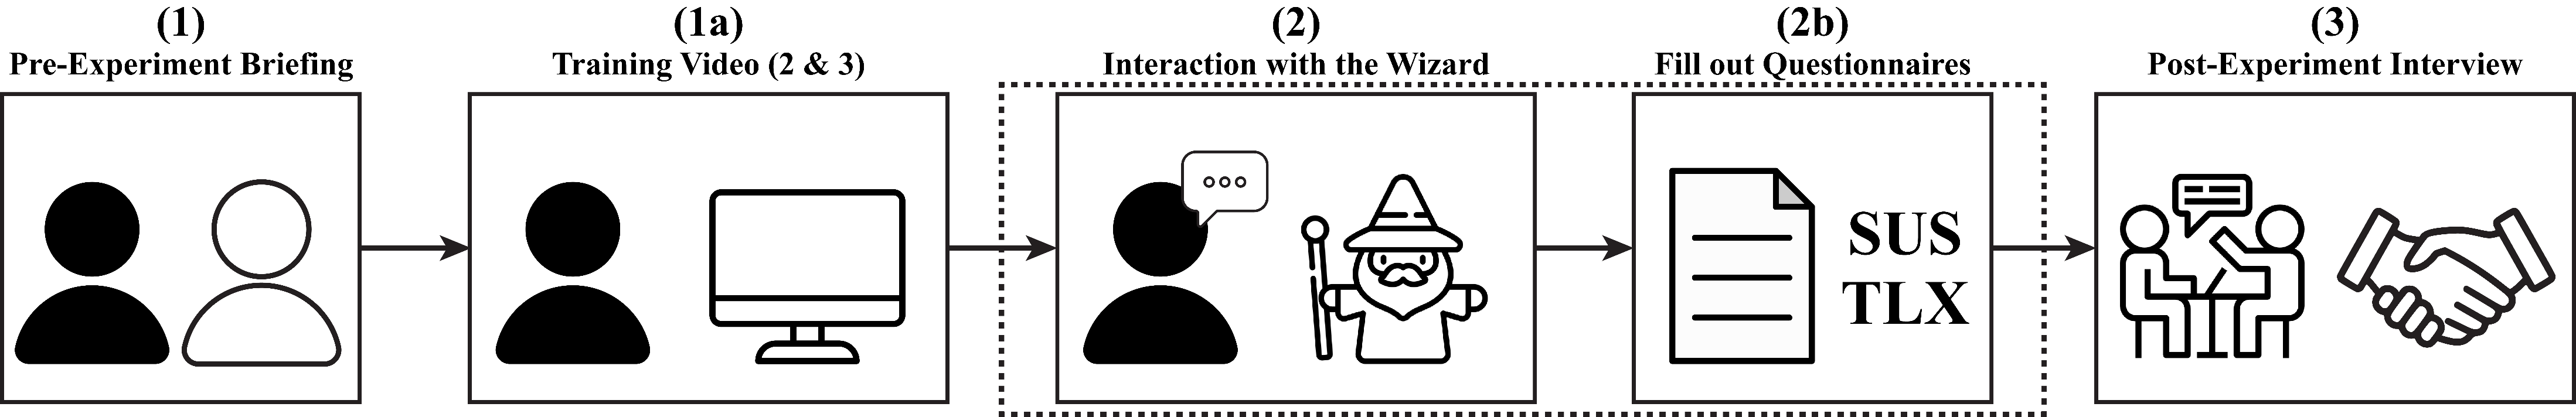 (1)
Pre-Experiment Briefing
(1a)
Training Video (2 & 3)
(2)
Interaction with the Wizard
(2b)
Fill out Questionnaires
SUS
TLX
(3)
Post-Experiment Interview